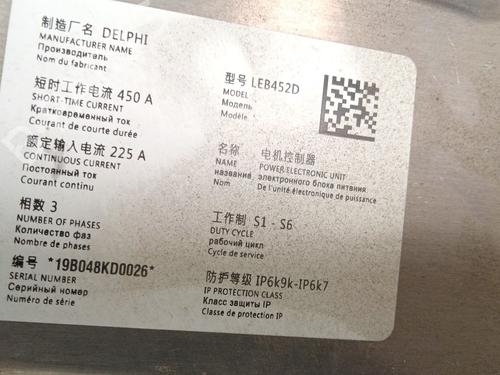 制造厂名 DELPHI
MANUFACTURER NAME
Производитель
Nom du fabricant
短时工作电流 450 A
SHORT-TIME CURRENT
Кратковременный ток
Courant de courte durée
额定输入电流 225 A
CONTINUOUS CURRENT
Постоянный ток
Courant continu
相数 3
NUMBER OF PHASES
Количество фаз
Nombre de phases
编号 *19B048KD0026*
SERIAL NUMBER
Серийный номер
Numéro de série
型号 LEB452D
MODEL
Модель
Modèle
名称 电机控制器
NAME POWER ELECTRONIC UNIT
название электронного блока питания
Nom De l'unité électronique de puissance
工作制 S1 - S6
DUTY CYCLE
рабочий цикл
Cycle de service
防护等级 IP6k9k-IP6k7
IP PROTECTION CLASS
Класс защиты IP
Classe de protection IP